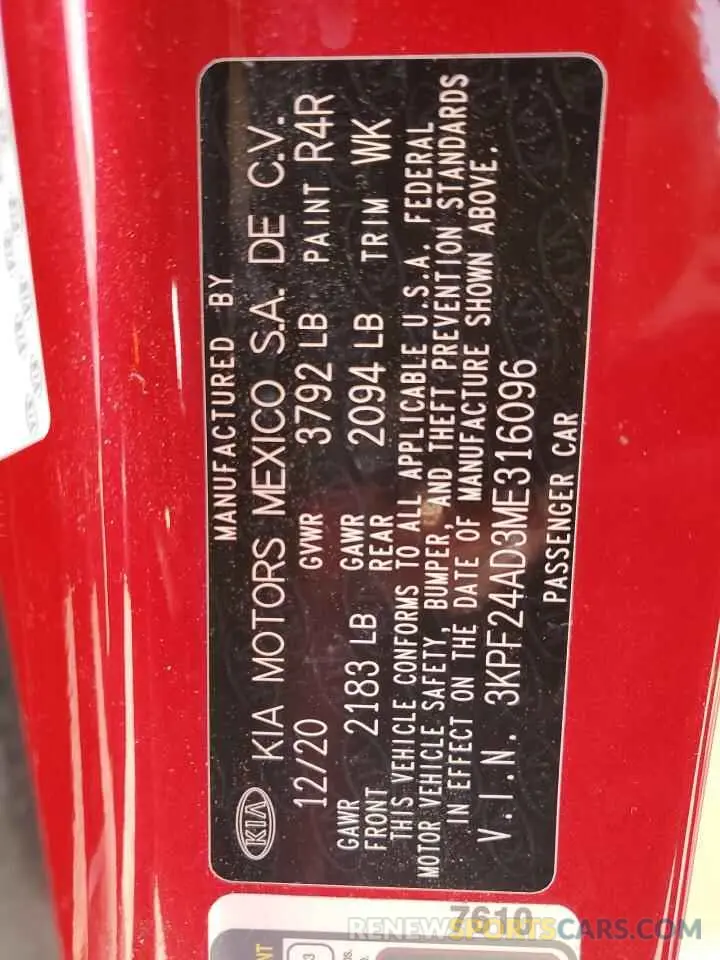 MANUFACTURED BY
KIA KIA MOTORS MEXICO S.A. DE C.V.
12/20 GVWR 3792 LB PAINT R4R
GAWR FRONT 2183 LB GAWR REAR 2094 LB TRIM WK
THIS VEHICLE CONFORMS TO ALL APPLICABLE U.S.A. FEDERAL
MOTOR VEHICLE SAFETY, BUMPER, AND THEFT PREVENTION STANDARDS
IN EFFECT ON THE DATE OF MANUFACTURE SHOWN ABOVE.
V.I.N. 3KPF24AD3ME316096
PASSENGER CAR
7610
RENEWSPORTSCARS.COM